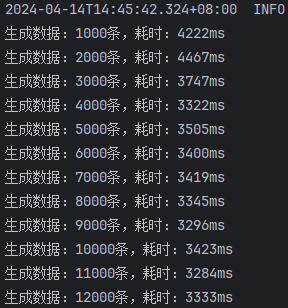 2024-04-14T14:45:42.324+08:00  INFO
生成数据：1000条，耗时：4222ms
生成数据：2000条，耗时：4467ms
生成数据：3000条，耗时：3747ms
生成数据：4000条，耗时：3322ms
生成数据：5000条，耗时：3505ms
生成数据：6000条，耗时：3400ms
生成数据：7000条，耗时：3419ms
生成数据：8000条，耗时：3345ms
生成数据：9000条，耗时：3296ms
生成数据：10000条，耗时：3423ms
生成数据：11000条，耗时：3284ms
生成数据：12000条，耗时：3333ms